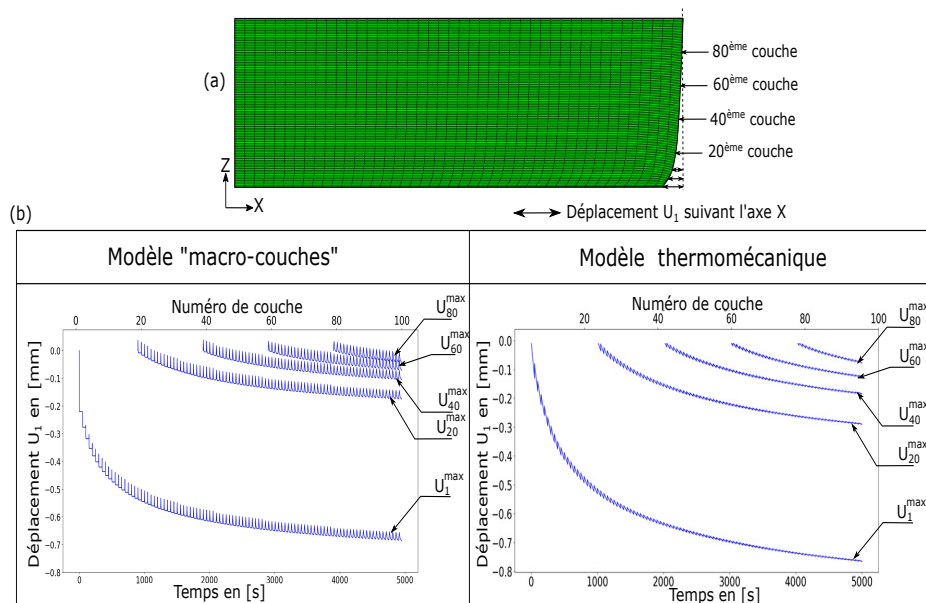 (a)
80ème couche
60ème couche
40ème couche
20ème couche
Z
X
Déplacement U1 suivant l'axe X
(b)
Modèle "macro-couches"
Modèle thermomécanique
Numéro de couche
0 20 40 60 80 100
0.0
−0.1
−0.2
−0.3
−0.4
−0.5
−0.6
−0.7
−0.8
Déplacement U1 en [mm]
0 1000 2000 3000 4000 5000
Temps en [s]
U80max
U60max
U40max
U20max
U1max
Numéro de couche
0 20 40 60 80 100
0.0
−0.1
−0.2
−0.3
−0.4
−0.5
−0.6
−0.7
−0.8
Déplacement U1 en [mm]
0 1000 2000 3000 4000 5000
Temps en [s]
U80max
U60max
U40max
U20max
U1max